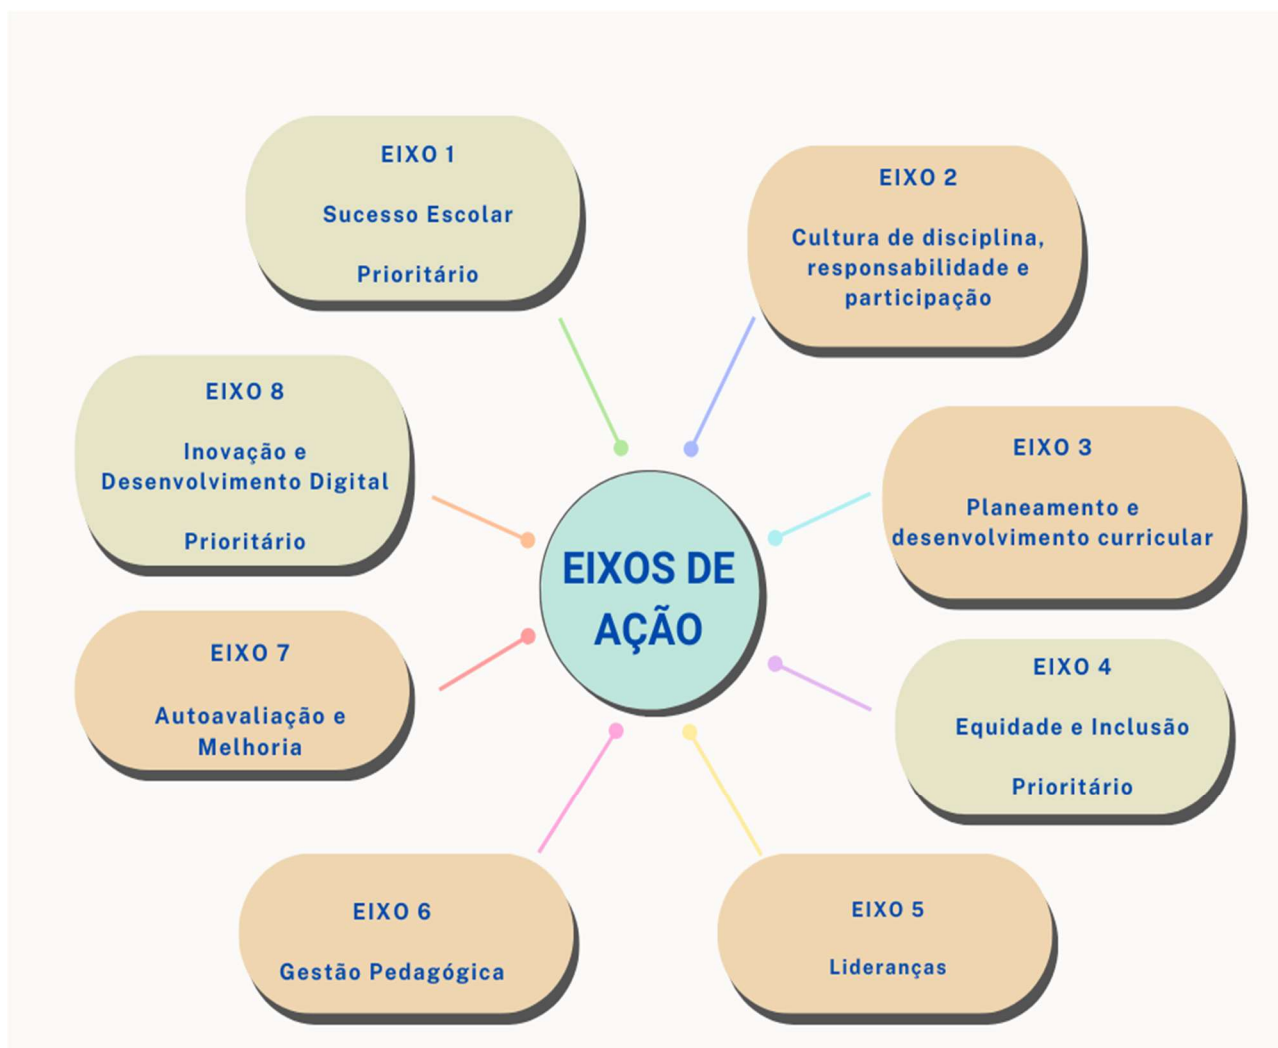 EIXO 1
Sucesso Escolar
Prioritário
EIXO 2
Cultura de disciplina,
responsabilidade e
participação
EIXO 8
Inovação e
Desenvolvimento Digital
Prioritário
EIXO 3
Planeamento e
desenvolvimento curricular
EIXOS DE
AÇÃO
EIXO 7
Autoavaliação e
Melhoria
EIXO 4
Equidade e Inclusão
Prioritário
EIXO 6
Gestão Pedagógica
EIXO 5
Lideranças